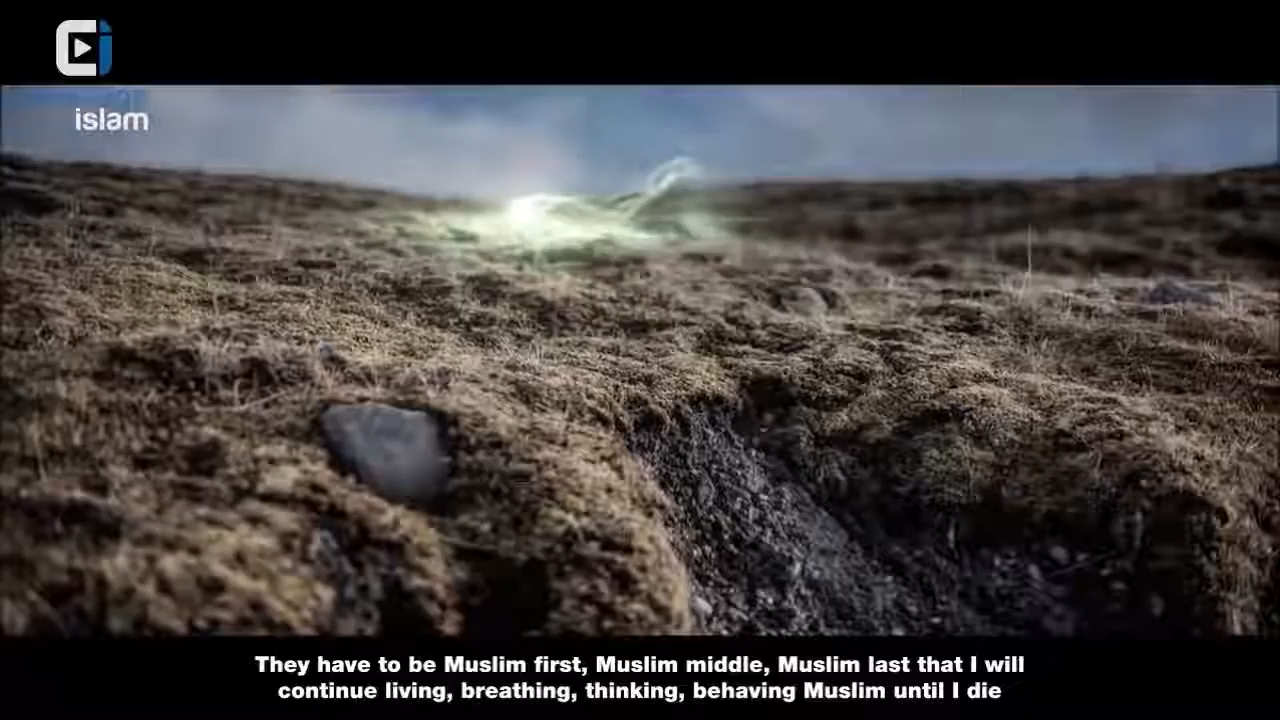 islam
They have to be Muslim first, Muslim middle, Muslim last that I will
continue living, breathing, thinking, behaving Muslim until I die